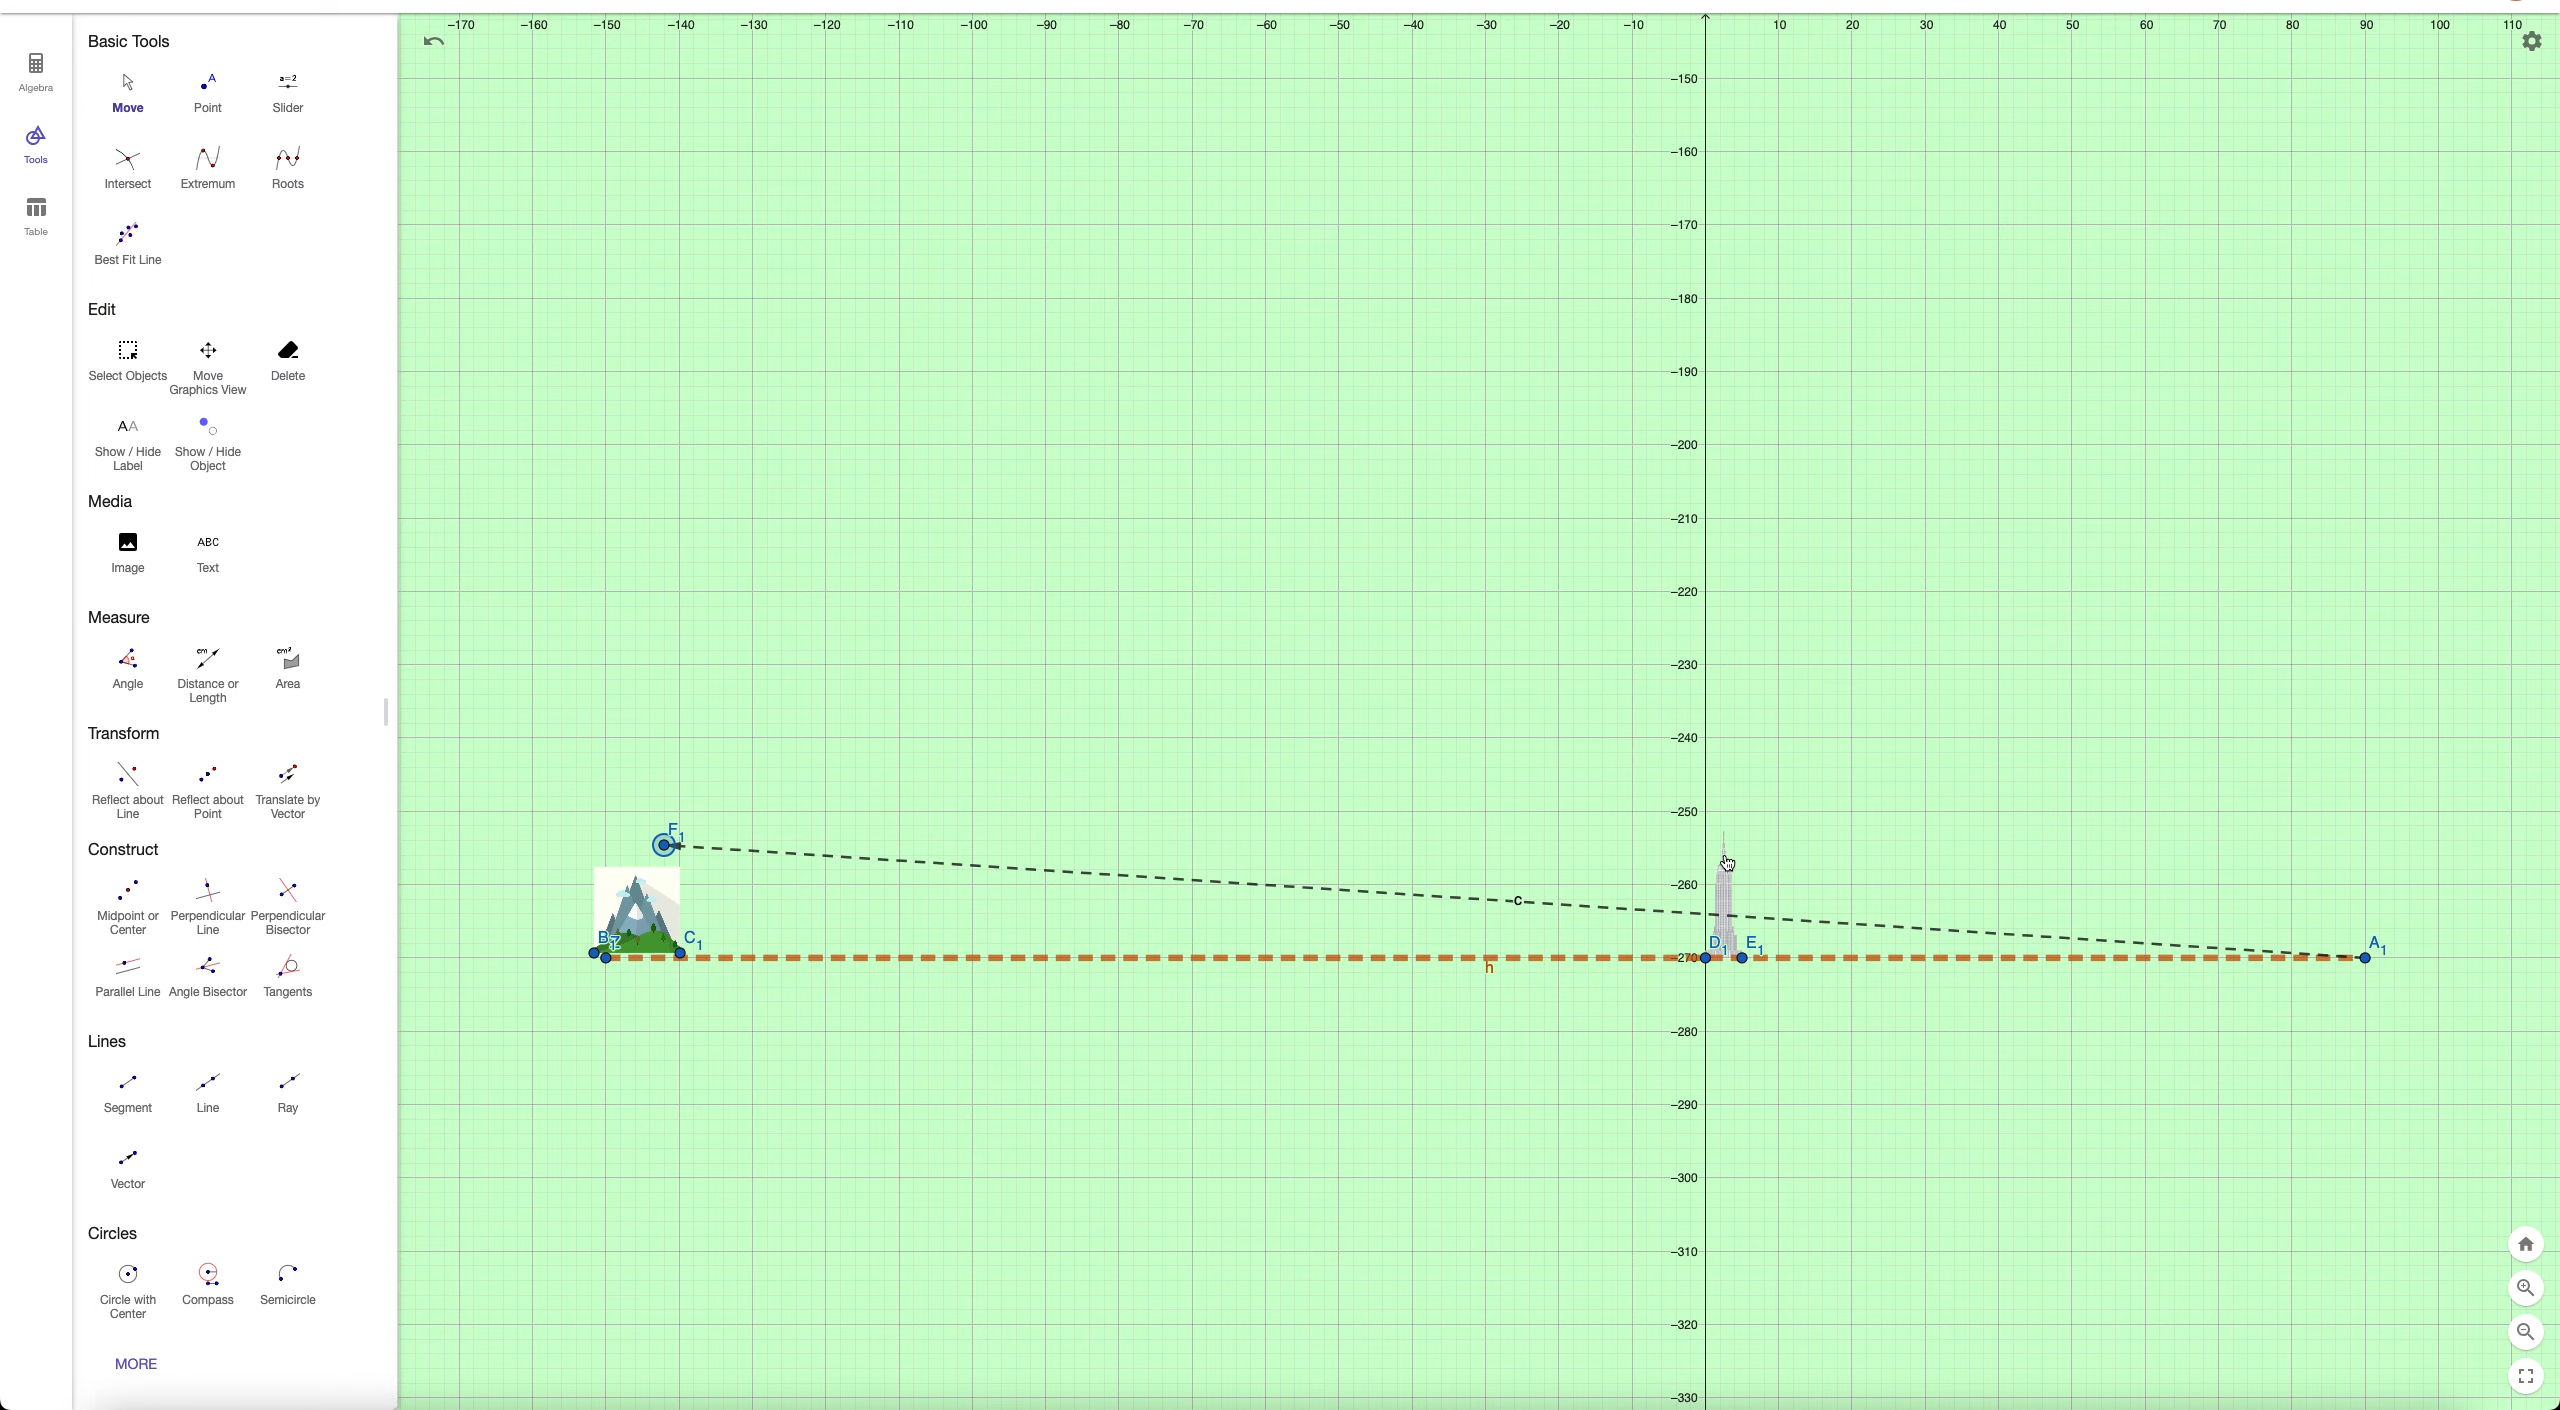 −170 −160 −150 −140 −130 −120 −110 −100 −90 −80 −70 −60 −50 −40 −30 −20 −10 10 20 30 40 50 60 70 80 90 100 110
Algebra
Tools
Table
Basic Tools
A a=2
Move Point Slider
Intersect Extremum Roots
Best Fit Line
Edit
Select Objects Move Graphics View Delete
AA
Show / Hide Label Show / Hide Object
Media
ABC
Image Text
Measure
α cm cm²
Angle Distance or Length Area
Transform
Reflect about Line Reflect about Point Translate by Vector
Construct
Midpoint or Center Perpendicular Line Perpendicular Bisector
Parallel Line Angle Bisector Tangents
Lines
Segment Line Ray
Vector
Circles
Circle with Center Compass Semicircle
MORE
−150
−160
−170
−180
−190
−200
−210
−220
−230
−240
−250
F₁
−260
c
C₁ D₁ E₁ A₁
−270
h
−280
−290
−300
−310
−320
−330